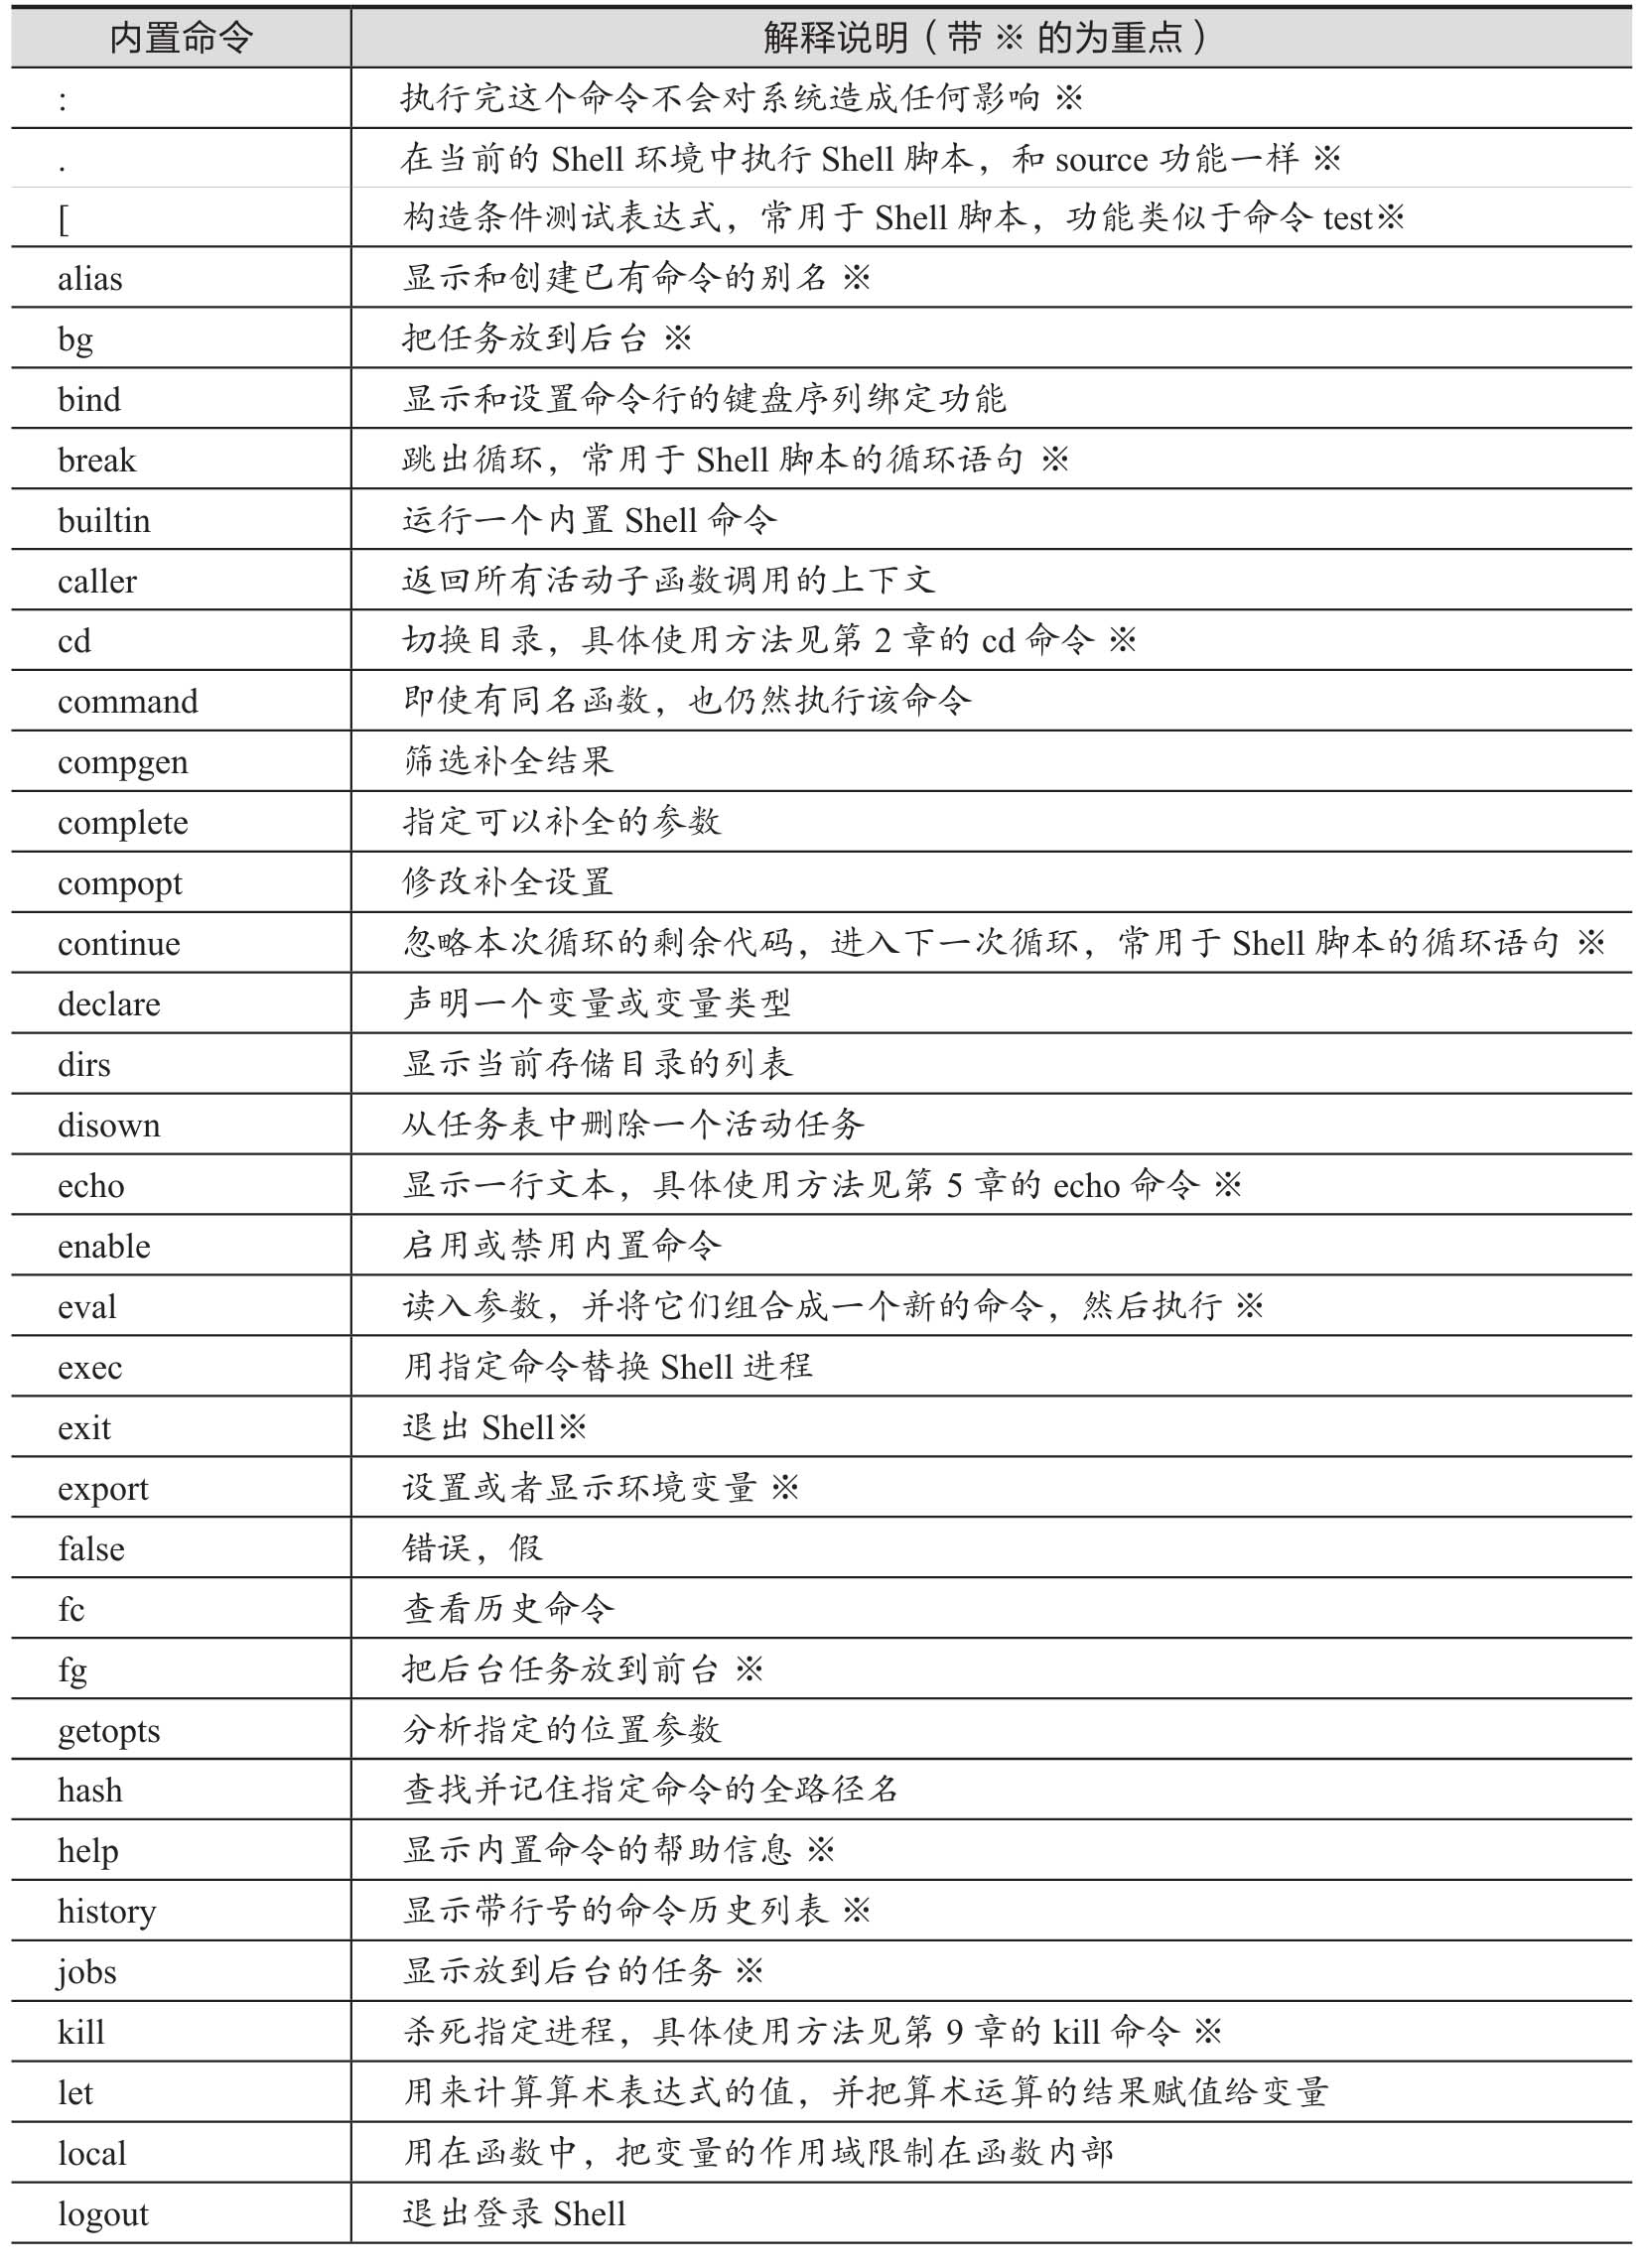 内置命令 解释说明（带 ※ 的为重点）
: 执行完这个命令不会对系统造成任何影响 ※
. 在当前的 Shell 环境中执行 Shell 脚本，和 source 功能一样 ※
[ 构造条件测试表达式，常用于 Shell 脚本，功能类似于命令 test※
alias 显示和创建已有命令的别名 ※
bg 把任务放到后台 ※
bind 显示和设置命令行的键盘序列绑定功能
break 跳出循环，常用于 Shell 脚本的循环语句 ※
builtin 运行一个内置 Shell 命令
caller 返回所有活动子函数调用的上下文
cd 切换目录，具体使用方法见第 2 章的 cd 命令 ※
command 即使有同名函数，也仍然执行该命令
compgen 筛选补全结果
complete 指定可以补全的参数
compopt 修改补全设置
continue 忽略本次循环的剩余代码，进入下一次循环，常用于 Shell 脚本的循环语句 ※
declare 声明一个变量或变量类型
dirs 显示当前存储目录的列表
disown 从任务表中删除一个活动任务
echo 显示一行文本，具体使用方法见第 5 章的 echo 命令 ※
enable 启用或禁用内置命令
eval 读入参数，并将它们组合成一个新的命令，然后执行 ※
exec 用指定命令替换 Shell 进程
exit 退出 Shell※
export 设置或者显示环境变量 ※
false 错误，假
fc 查看历史命令
fg 把后台任务放到前台 ※
getopts 分析指定的位置参数
hash 查找并记住指定命令的全路径名
help 显示内置命令的帮助信息 ※
history 显示带行号的命令历史列表 ※
jobs 显示放到后台的任务 ※
kill 杀死指定进程，具体使用方法见第 9 章的 kill 命令 ※
let 用来计算算术表达式的值，并把算术运算的结果赋值给变量
local 用在函数中，把变量的作用域限制在函数内部
logout 退出登录 Shell